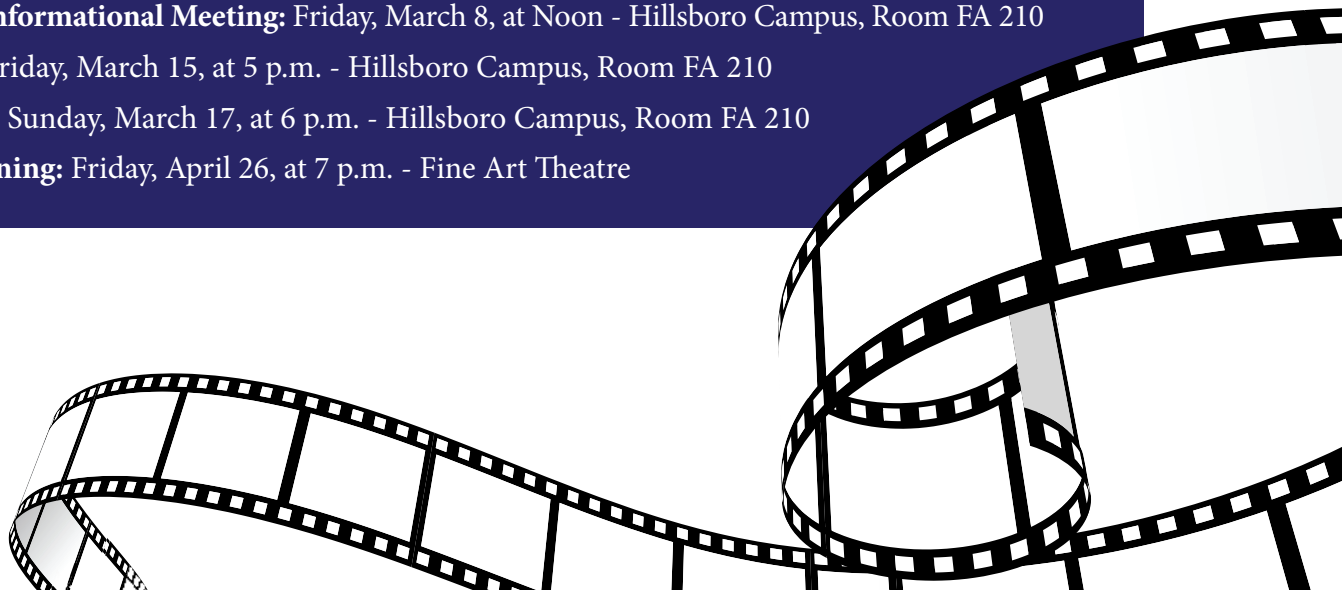 nformational Meeting: Friday, March 8, at Noon - Hillsboro Campus, Room FA 210
riday, March 15, at 5 p.m. - Hillsboro Campus, Room FA 210
Sunday, March 17, at 6 p.m. - Hillsboro Campus, Room FA 210
ning: Friday, April 26, at 7 p.m. - Fine Art Theatre